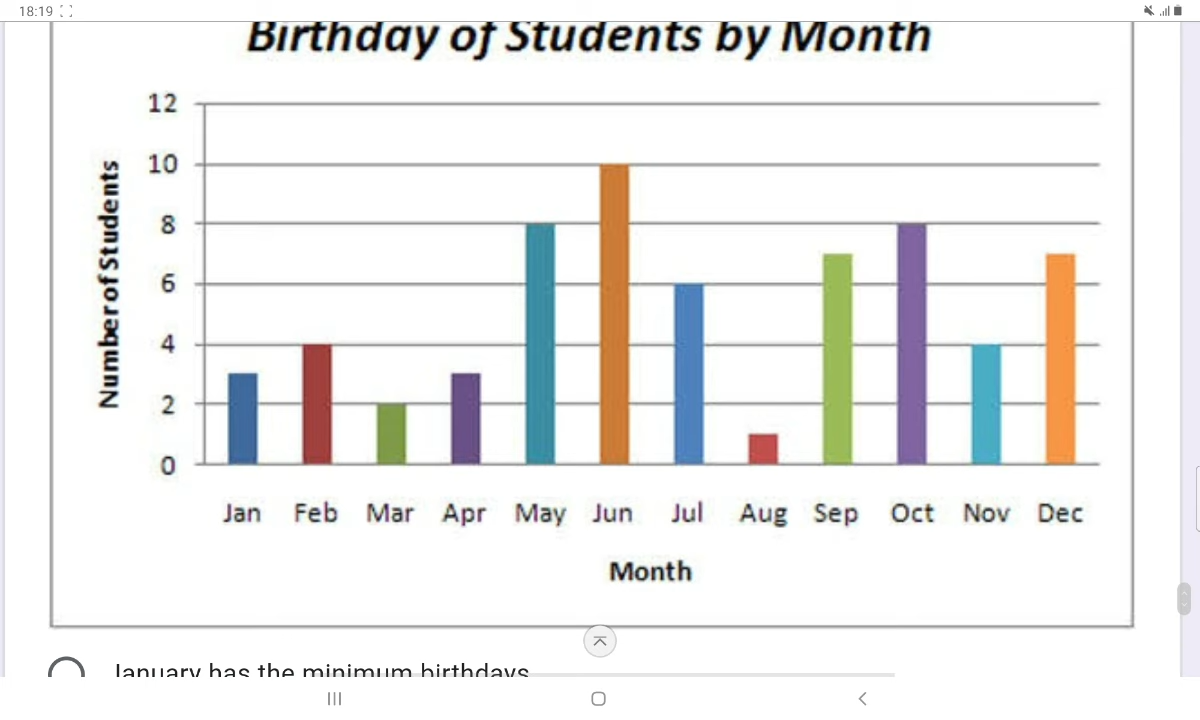 18:19
Birthday of Students by Month
12
10
8
6
4
2
0
Number of Students
Jan Feb Mar Apr May Jun Jul Aug Sep Oct Nov Dec
Month
January has the minimum birthdays